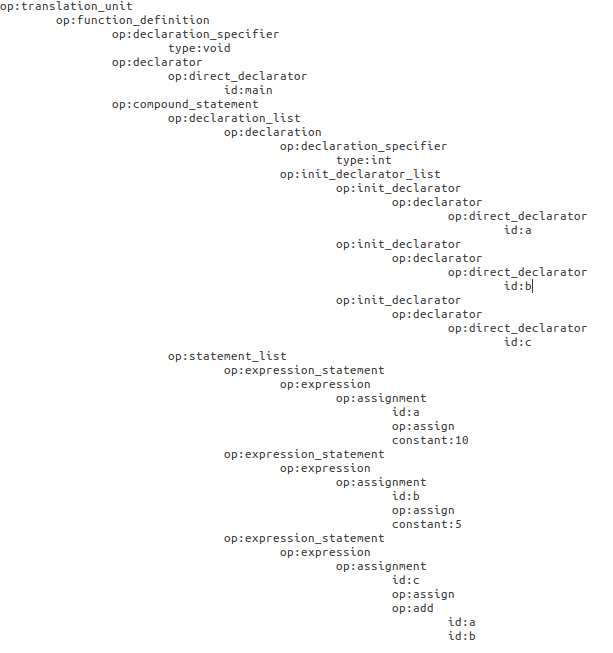 op:translation_unit
op:function_definition
op:declaration_specifier
type:void
op:declarator
op:direct_declarator
id:main
op:compound_statement
op:declaration_list
op:declaration
op:declaration_specifier
type:int
op:init_declarator_list
op:init_declarator
op:declarator
op:direct_declarator
id:a
op:init_declarator
op:declarator
op:direct_declarator
id:b
op:init_declarator
op:declarator
op:direct_declarator
id:c
op:statement_list
op:expression_statement
op:expression
op:assignment
id:a
op:assign
constant:10
op:expression_statement
op:expression
op:assignment
id:b
op:assign
constant:5
op:expression_statement
op:expression
op:assignment
id:c
op:assign
op:add
id:a
id:b